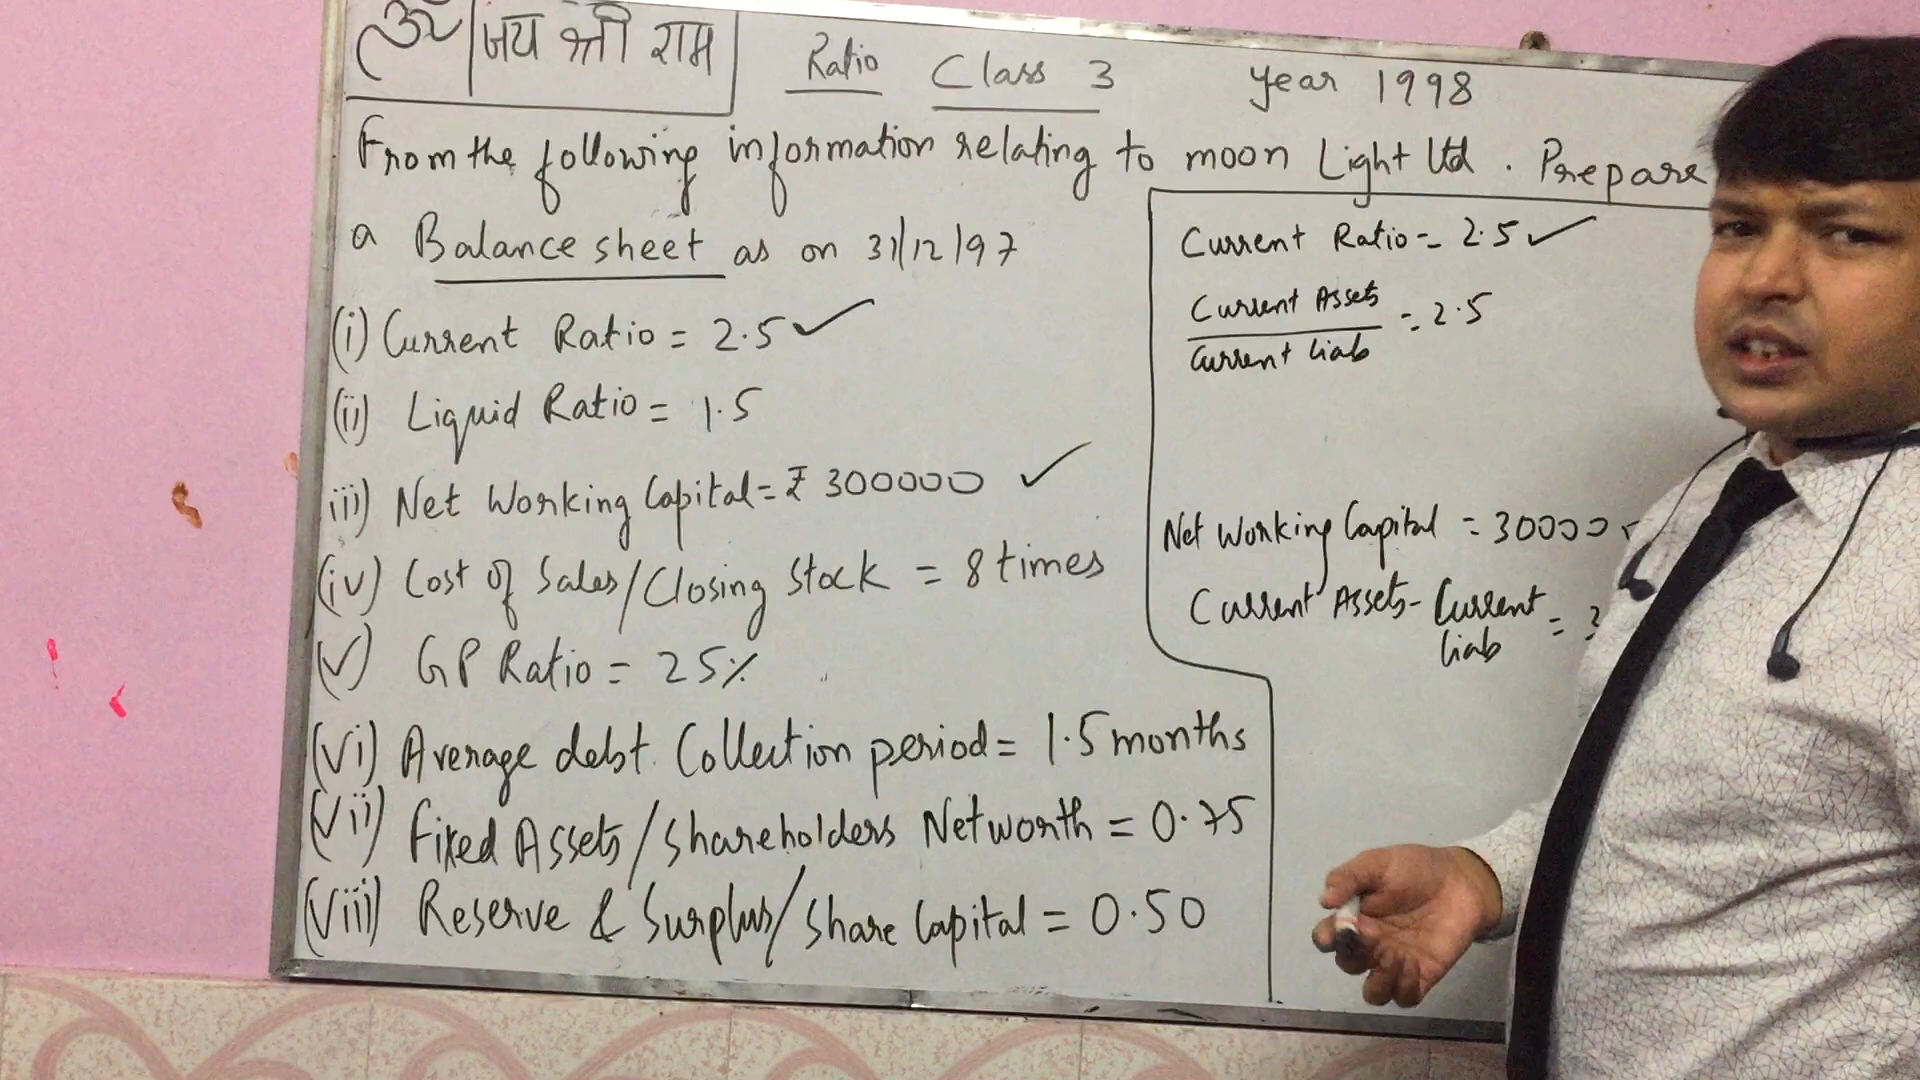 ॐ जय श्री राम Ratio Class 3 year 1998
From the following information relating to moon Light Ltd. Prepare
a Balance sheet as on 31/12/97
(i) Current Ratio = 2.5 ✓
(ii) Liquid Ratio = 1.5
iii) Net Working Capital = ₹ 300000 ✓
(iv) Cost of Sales/Closing Stock = 8 times
(v) GP Ratio = 25%
(vi) Average debt. Collection period = 1.5 months
(vii) Fixed Assets/Shareholders Networth = 0.75
(viii) Reserve & Surplus/Share Capital = 0.50
Current Ratio = 2.5 ✓
Current Assets
= 2.5
Current Liab
Net Working Capital = 30000
Current Assets - Current
= 3
Liab